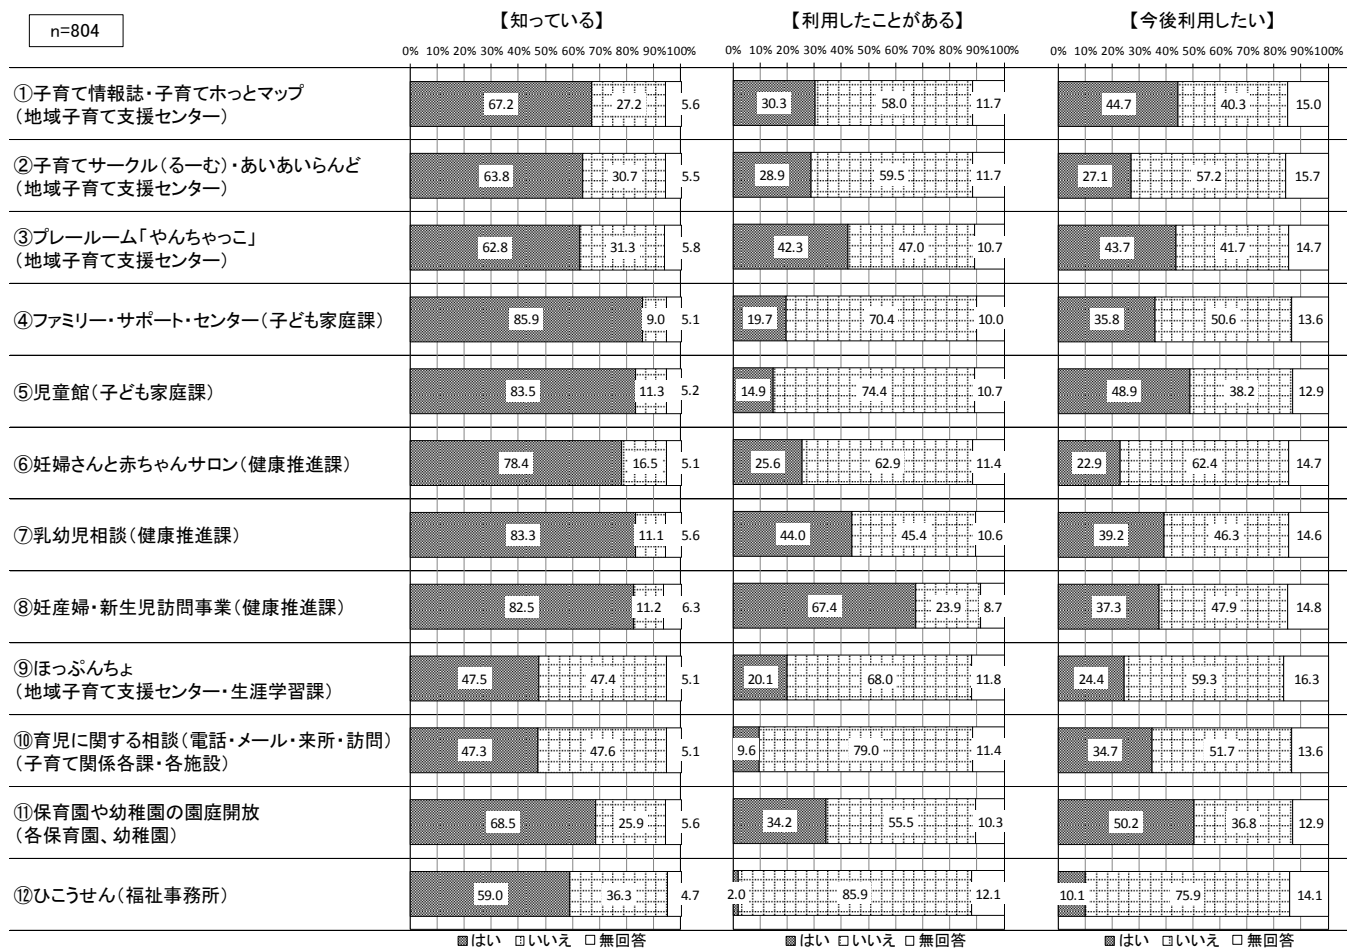 n=804
【知っている】
【利用したことがある】
【今後利用したい】
0% 10% 20% 30% 40% 50% 60% 70% 80% 90%100%
0% 10% 20% 30% 40% 50% 60% 70% 80% 90%100%
0% 10% 20% 30% 40% 50% 60% 70% 80% 90%100%
①子育て情報誌・子育てホっとマップ
(地域子育て支援センター)
67.2 27.2 5.6
30.3 58.0 11.7
44.7 40.3 15.0
②子育てサークル(るーむ)・あいあいらんど
(地域子育て支援センター)
63.8 30.7 5.5
28.9 59.5 11.7
27.1 57.2 15.7
③プレールーム「やんちゃっこ」
(地域子育て支援センター)
62.8 31.3 5.8
42.3 47.0 10.7
43.7 41.7 14.7
④ファミリー・サポート・センター(子ども家庭課)
85.9 9.0 5.1
19.7 70.4 10.0
35.8 50.6 13.6
⑤児童館(子ども家庭課)
83.5 11.3 5.2
14.9 74.4 10.7
48.9 38.2 12.9
⑥妊婦さんと赤ちゃんサロン(健康推進課)
78.4 16.5 5.1
25.6 62.9 11.4
22.9 62.4 14.7
⑦乳幼児相談(健康推進課)
83.3 11.1 5.6
44.0 45.4 10.6
39.2 46.3 14.6
⑧妊産婦・新生児訪問事業(健康推進課)
82.5 11.2 6.3
67.4 23.9 8.7
37.3 47.9 14.8
⑨ほっぷんちょ
(地域子育て支援センター・生涯学習課)
47.5 47.4 5.1
20.1 68.0 11.8
24.4 59.3 16.3
⑩育児に関する相談(電話・メール・来所・訪問)
(子育て関係各課・各施設)
47.3 47.6 5.1
9.6 79.0 11.4
34.7 51.7 13.6
⑪保育園や幼稚園の園庭開放
(各保育園、幼稚園)
68.5 25.9 5.6
34.2 55.5 10.3
50.2 36.8 12.9
⑫ひこうせん(福祉事務所)
59.0 36.3 4.7
2.0 85.9 12.1
10.1 75.9 14.1
はい いいえ 無回答
はい いいえ 無回答
はい いいえ 無回答